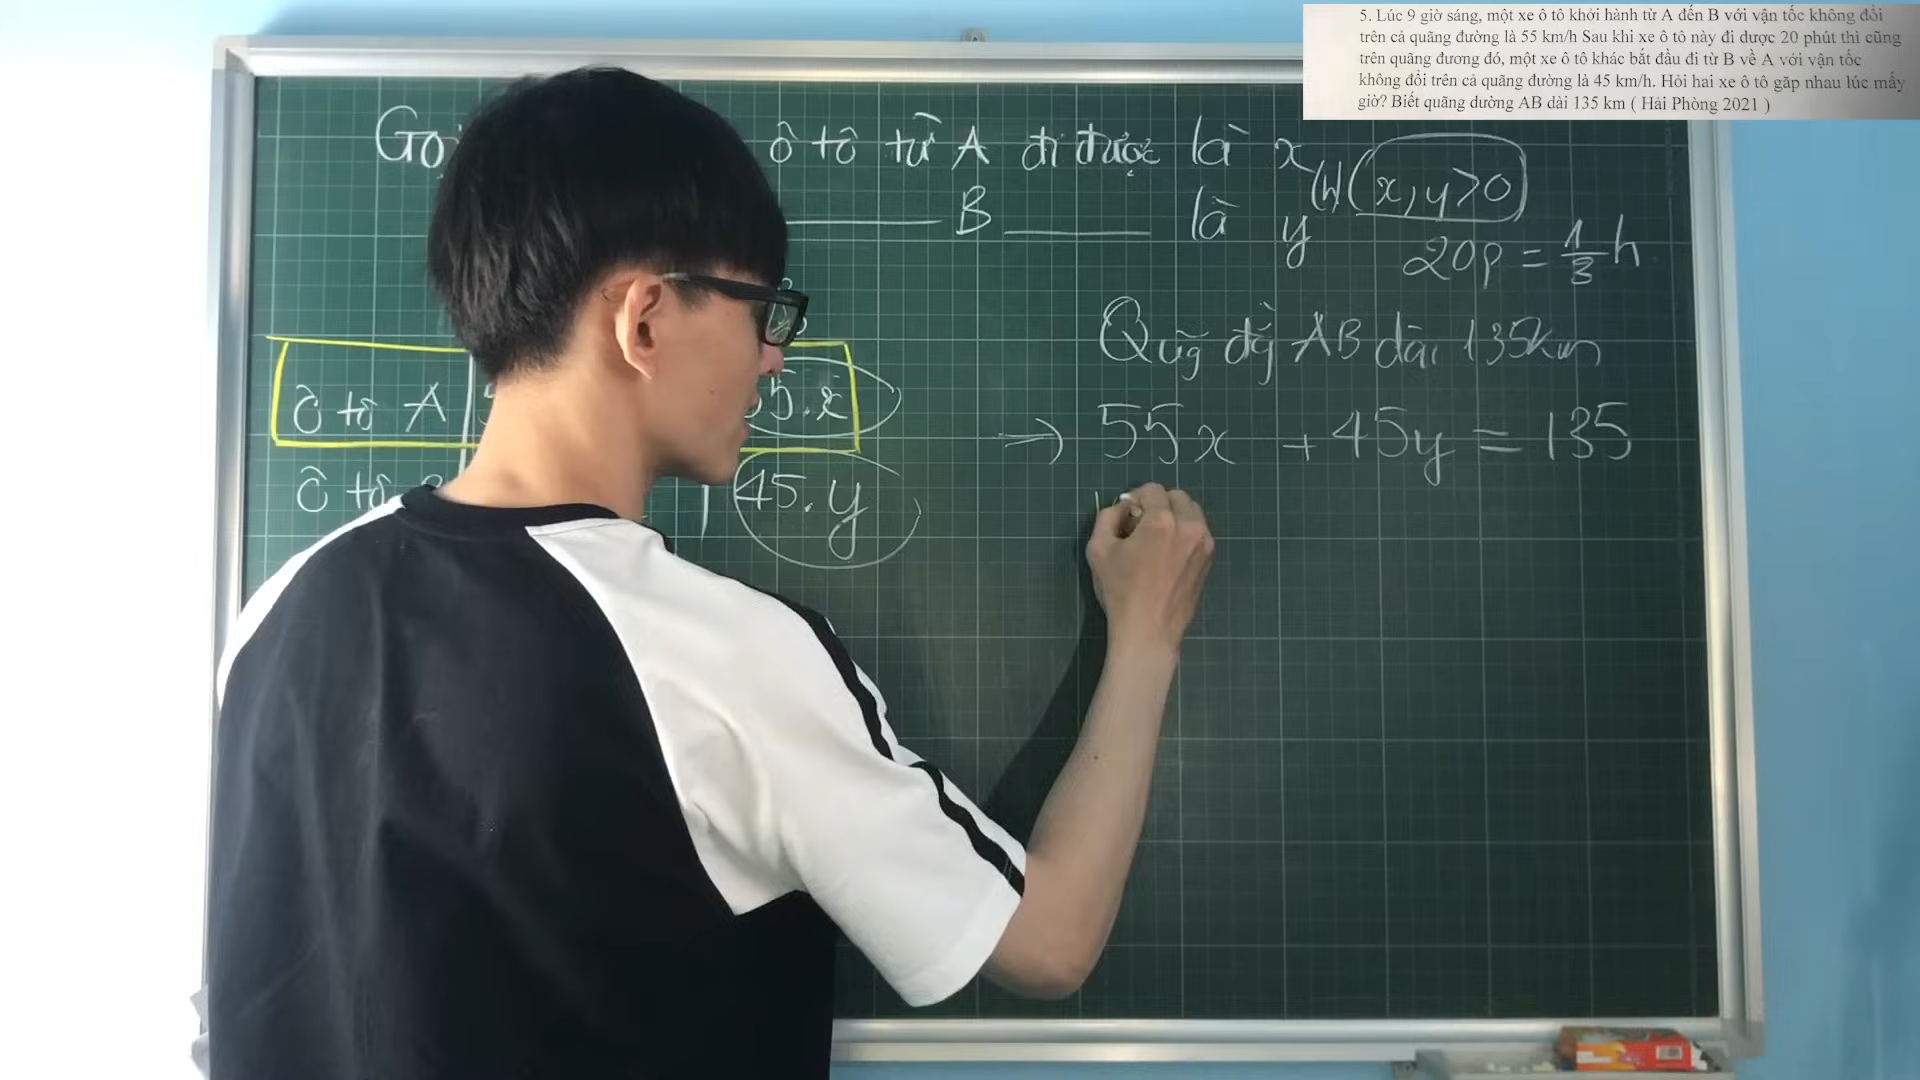 5. Lúc 9 giờ sáng, một xe ô tô khởi hành từ A đến B với vận tốc không đổi
trên cả quãng đường là 55 km/h Sau khi xe ô tô này đi được 20 phút thì cũng
trên quãng đương đó, một xe ô tô khác bắt đầu đi từ B về A với vận tốc
không đổi trên cả quãng đường là 45 km/h. Hỏi hai xe ô tô gặp nhau lúc mấy
giờ? Biết quãng đường AB dài 135 km ( Hải Phòng 2021 )
ô tô từ A đi được là x
(h) (x, y > 0)
B là y
20p = 1/3 h
Quãg đg AB dài 135km
ô tô A 55.x
=> 55x + 45y = 135
ô tô 45.y